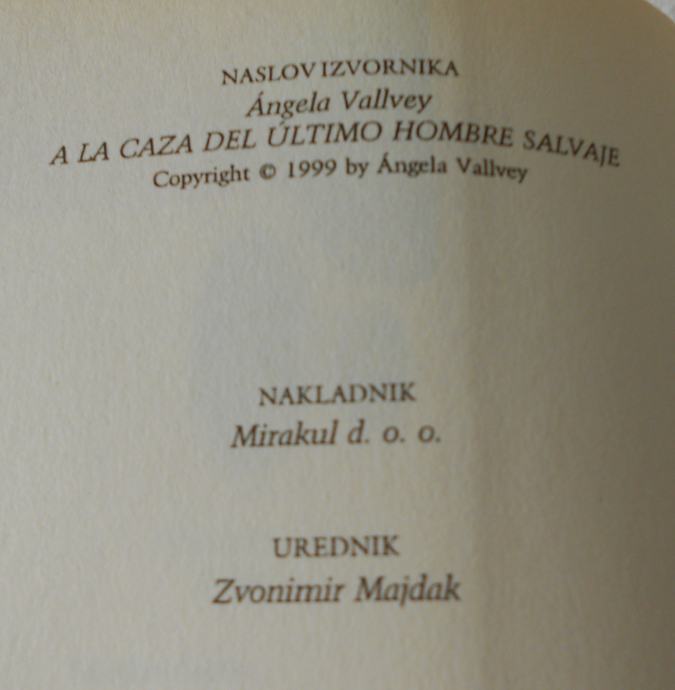 NASLOV IZVORNIKA
Ángela Vallvey
A LA CAZA DEL ÚLTIMO HOMBRE SALVAJE
Copyright © 1999 by Ángela Vallvey
NAKLADNIK
Mirakul d. o. o.
UREDNIK
Zvonimir Majdak